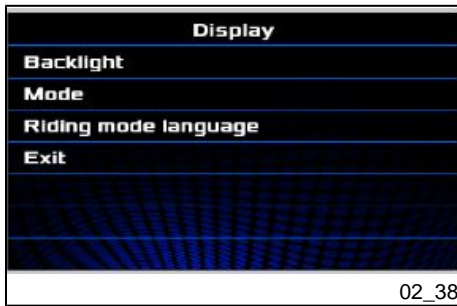 Display
Backlight
Mode
Riding mode language
Exit
02_38